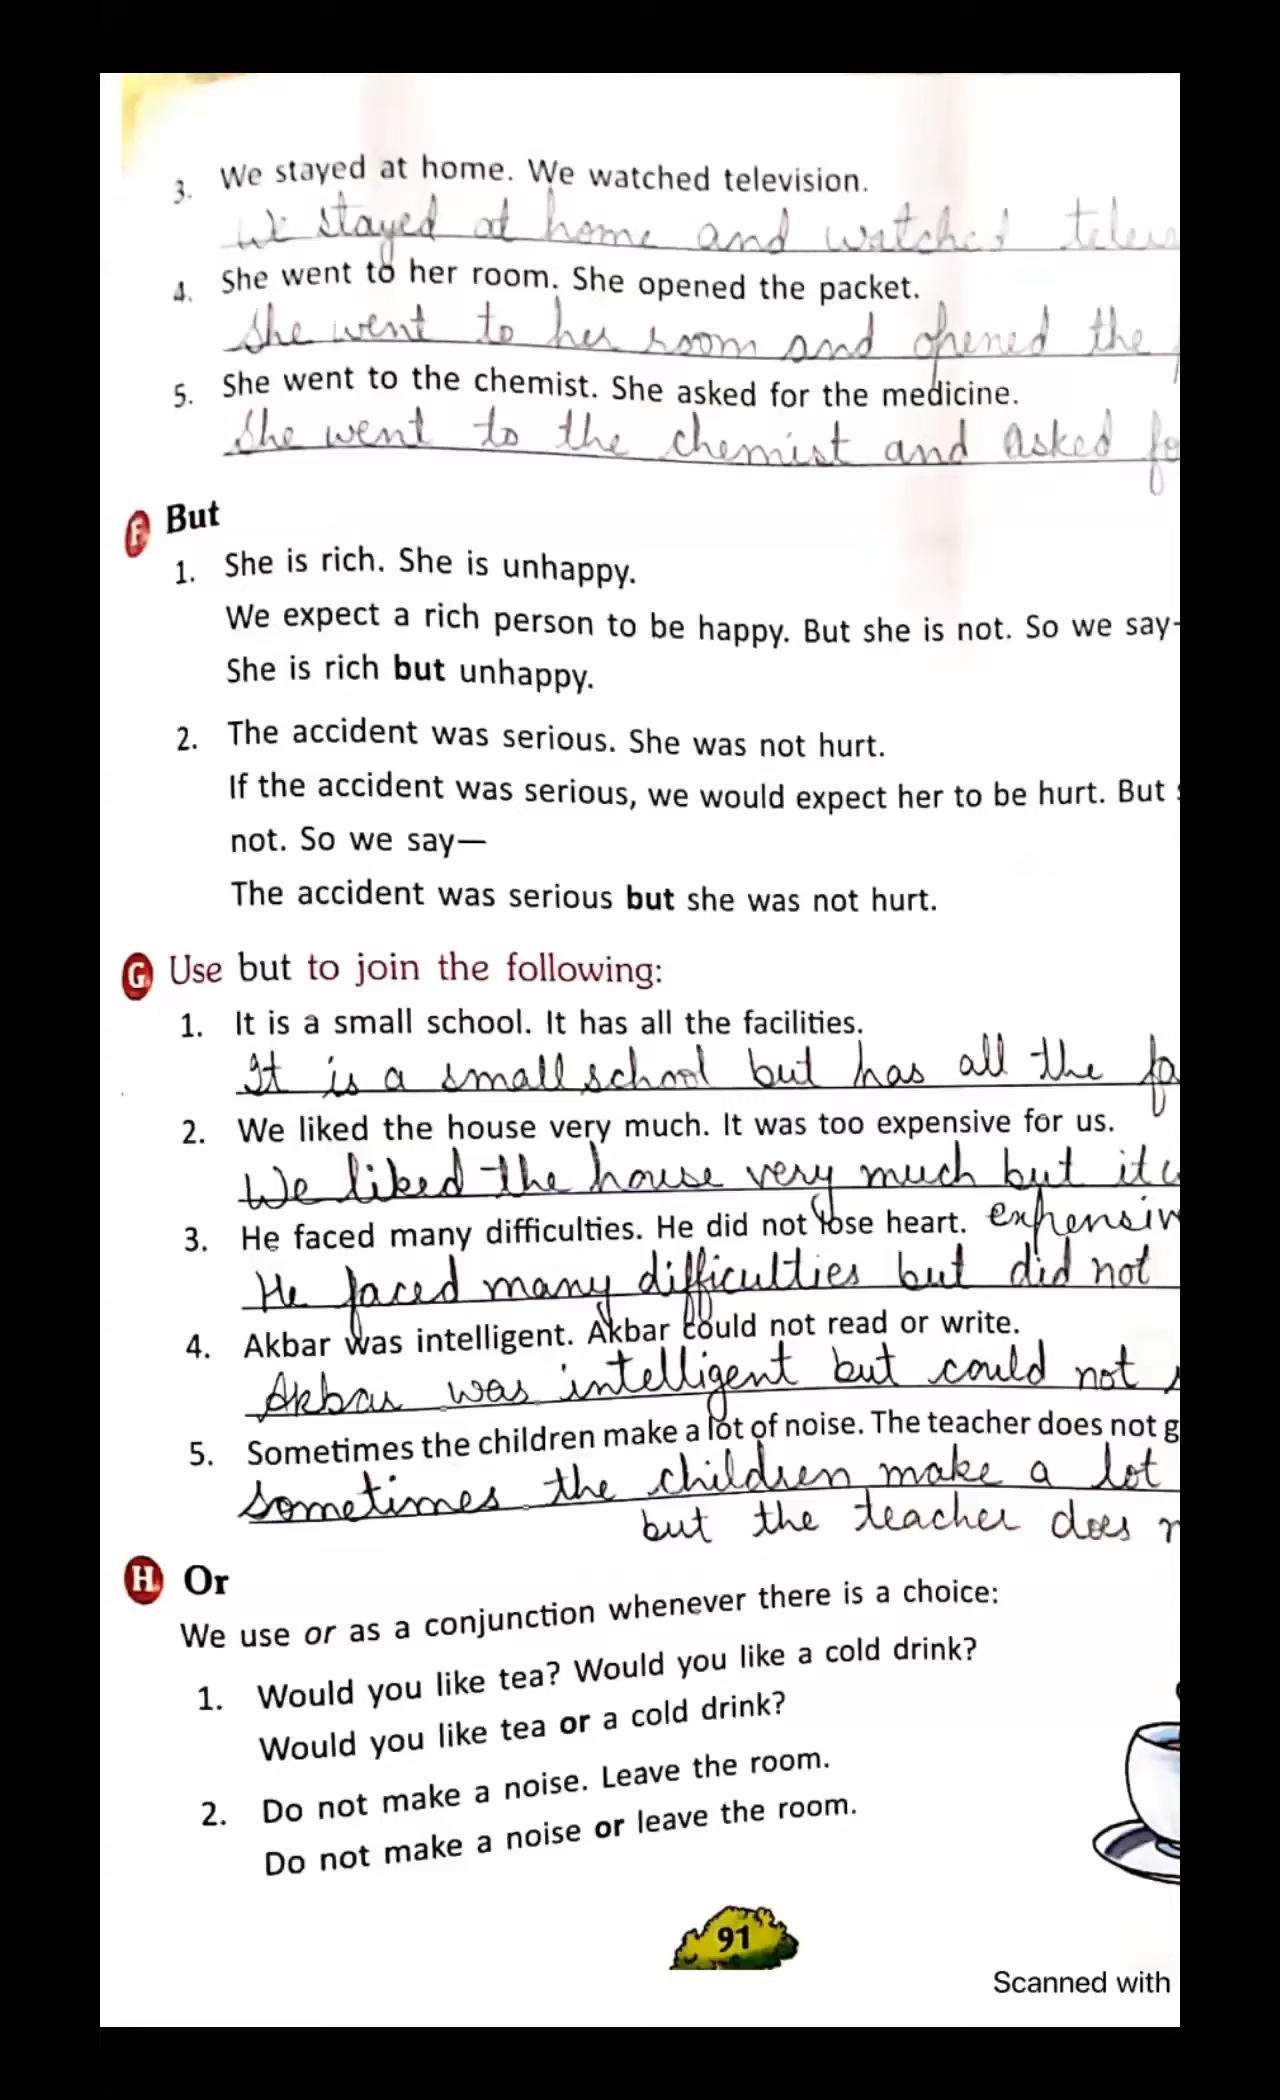 3. We stayed at home. We watched television.
We stayed at home and watched
4. She went to her room. She opened the packet.
She went to her room and opened the
5. She went to the chemist. She asked for the medicine.
She went to the chemist and asked
F But
1. She is rich. She is unhappy.
We expect a rich person to be happy. But she is not. So we say-
She is rich but unhappy.
2. The accident was serious. She was not hurt.
If the accident was serious, we would expect her to be hurt. But
not. So we say—
The accident was serious but she was not hurt.
G. Use but to join the following:
1. It is a small school. It has all the facilities.
It is a small school but has all the fa
2. We liked the house very much. It was too expensive for us.
We liked the house very much but it
3. He faced many difficulties. He did not lose heart. expensiv
He faced many difficulties but did not
4. Akbar was intelligent. Akbar could not read or write.
Akbar was intelligent but could not
5. Sometimes the children make a lot of noise. The teacher does not g
Sometimes the children make a lot
but the teacher does n
H. Or
We use or as a conjunction whenever there is a choice:
1. Would you like tea? Would you like a cold drink?
Would you like tea or a cold drink?
2. Do not make a noise. Leave the room.
Do not make a noise or leave the room.
91
Scanned with